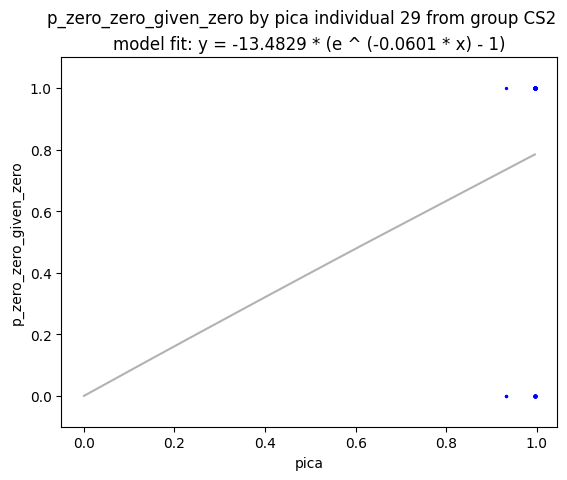 p_zero_zero_given_zero by pica individual 29 from group CS2
model fit: y = -13.4829 * (e ^ (-0.0601 * x) - 1)
p_zero_zero_given_zero
1.0
0.8
0.6
0.4
0.2
0.0
0.0 0.2 0.4 0.6 0.8 1.0
pica